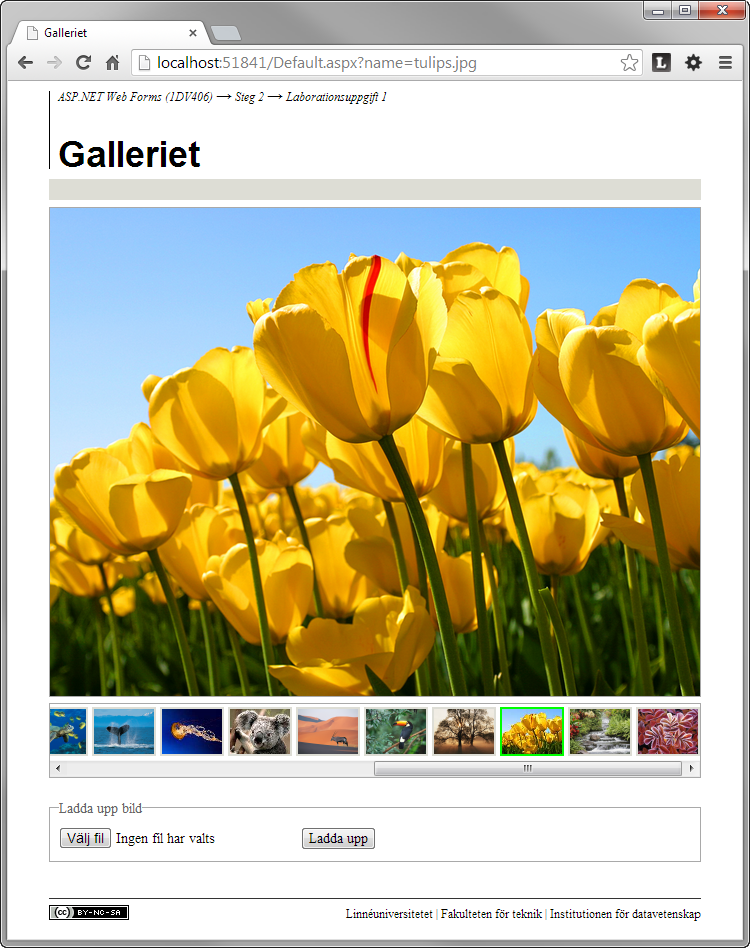 Galleriet
localhost:51841/Default.aspx?name=tulips.jpg
L
ASP.NET Web Forms (1DV406) → Steg 2 → Laborationsuppgift 1
Galleriet
Ladda upp bild
Välj fil Ingen fil har valts Ladda upp
cc BY-NC-SA
Linnéuniversitetet | Fakulteten för teknik | Institutionen för datavetenskap